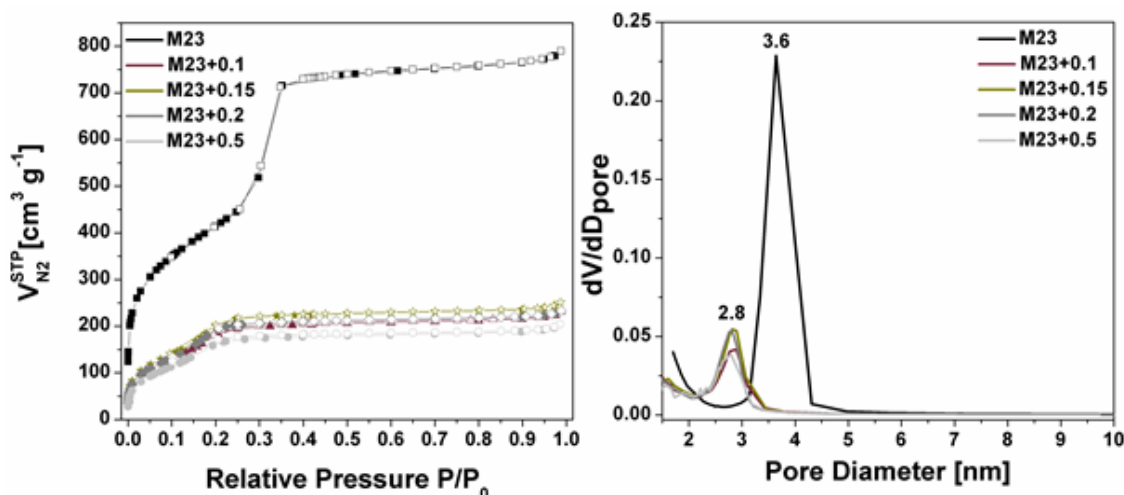 800
700
600
500
400
300
200
100
0
V_N2^STP [cm³ g⁻¹]
M23
M23+0.1
M23+0.15
M23+0.2
M23+0.5
0.0 0.1 0.2 0.3 0.4 0.5 0.6 0.7 0.8 0.9 1.0
Relative Pressure P/P₀
0.25
0.20
0.15
0.10
0.05
0.00
dV/dDpore
3.6
2.8
M23
M23+0.1
M23+0.15
M23+0.2
M23+0.5
2 3 4 5 6 7 8 9 10
Pore Diameter [nm]